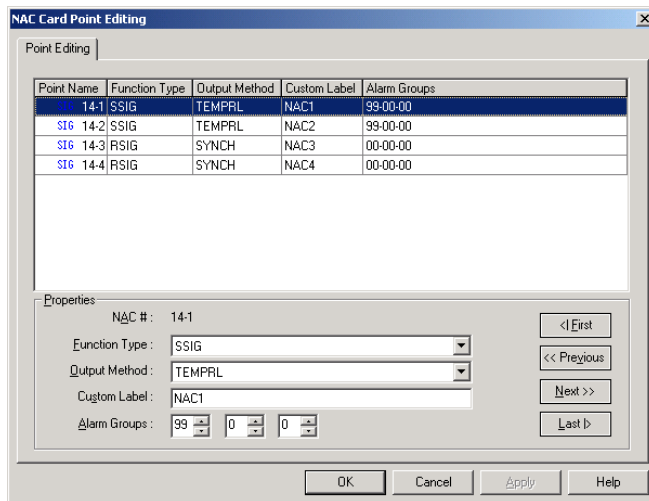 NAC Card Point Editing
Point Editing
Point Name Function Type Output Method Custom Label Alarm Groups
SIG 14-1 SSIG TEMPRL NAC1 99-00-00
SIG 14-2 SSIG TEMPRL NAC2 99-00-00
SIG 14-3 RSIG SYNCH NAC3 00-00-00
SIG 14-4 RSIG SYNCH NAC4 00-00-00
Properties
NAC # : 14-1
<| First
Function Type : SSIG
<< Previous
Output Method : TEMPRL
Custom Label : NAC1
Next >>
Alarm Groups : 99 0 0
Last |>
OK Cancel Apply Help